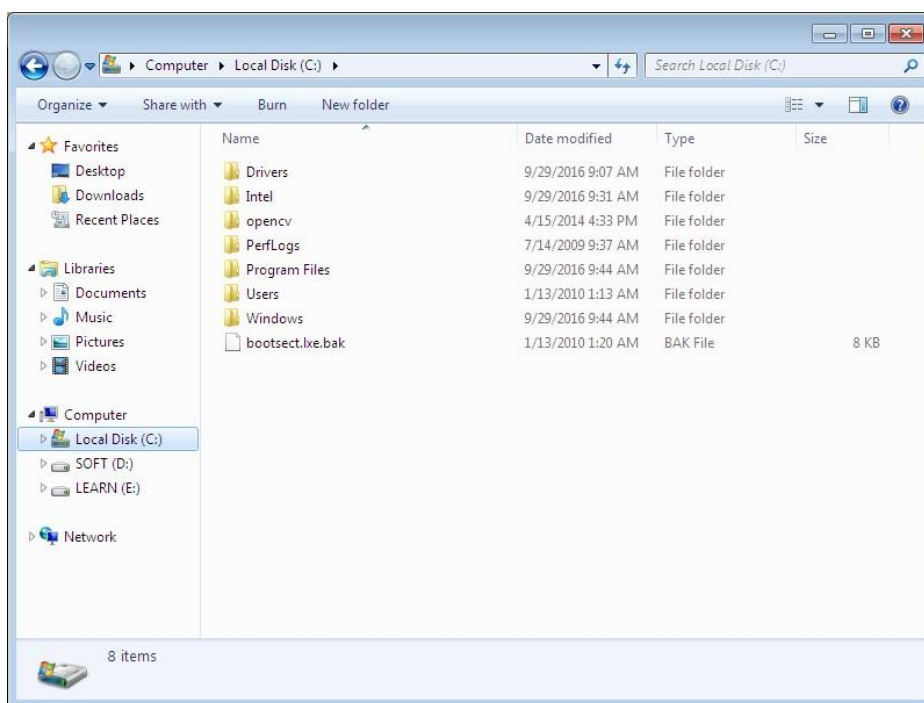 Computer ▸ Local Disk (C:) ▸
Search Local Disk (C:)
Organize Share with Burn New folder
Favorites
Desktop
Downloads
Recent Places
Libraries
Documents
Music
Pictures
Videos
Computer
Local Disk (C:)
SOFT (D:)
LEARN (E:)
Network
Name Date modified Type Size
Drivers 9/29/2016 9:07 AM File folder
Intel 9/29/2016 9:31 AM File folder
opencv 4/15/2014 4:33 PM File folder
PerfLogs 7/14/2009 9:37 AM File folder
Program Files 9/29/2016 9:44 AM File folder
Users 1/13/2010 1:13 AM File folder
Windows 9/29/2016 9:44 AM File folder
bootsect.lxe.bak 1/13/2010 1:20 AM BAK File 8 KB
8 items